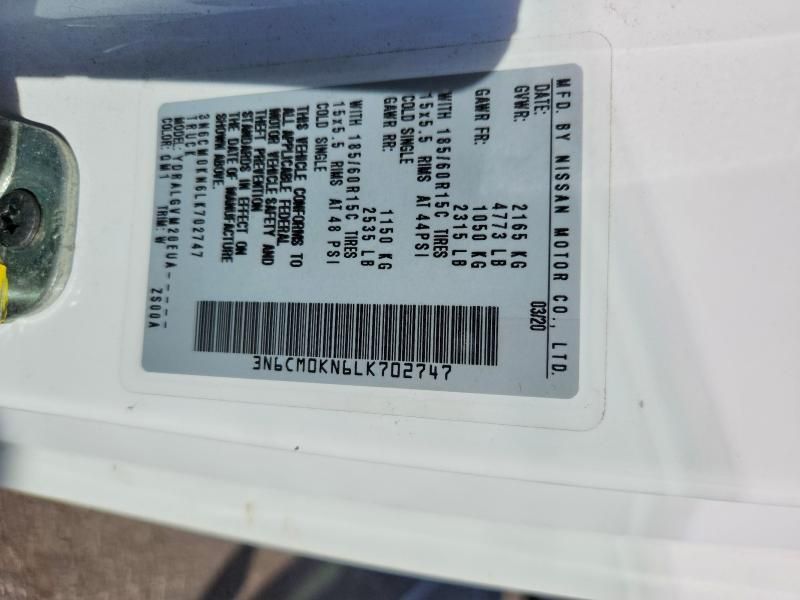 MFD. BY NISSAN MOTOR CO., LTD.
DATE: 03/20
GVWR: 2165 KG
4773 LB
GAWR FR: 1050 KG
2315 LB
WITH 185/60R15C TIRES
15x5.5 RIMS AT 44PSI
COLD SINGLE
GAWR RR: 1150 KG
2535 LB
WITH 185/60R15C TIRES
15x5.5 RIMS AT 48 PSI
COLD SINGLE
THIS VEHICLE CONFORMS TO
ALL APPLICABLE FEDERAL
MOTOR VEHICLE SAFETY AND
THEFT PREVENTION
STANDARDS IN EFFECT ON
THE DATE OF MANUFACTURE
SHOWN ABOVE.
3N6CM0KN6LK702747
TRUCK
MODEL: YDRALGVM20EUA-----
COLOR: QM1 TRIM: W ZS00A
3N6CM0KN6LK702747